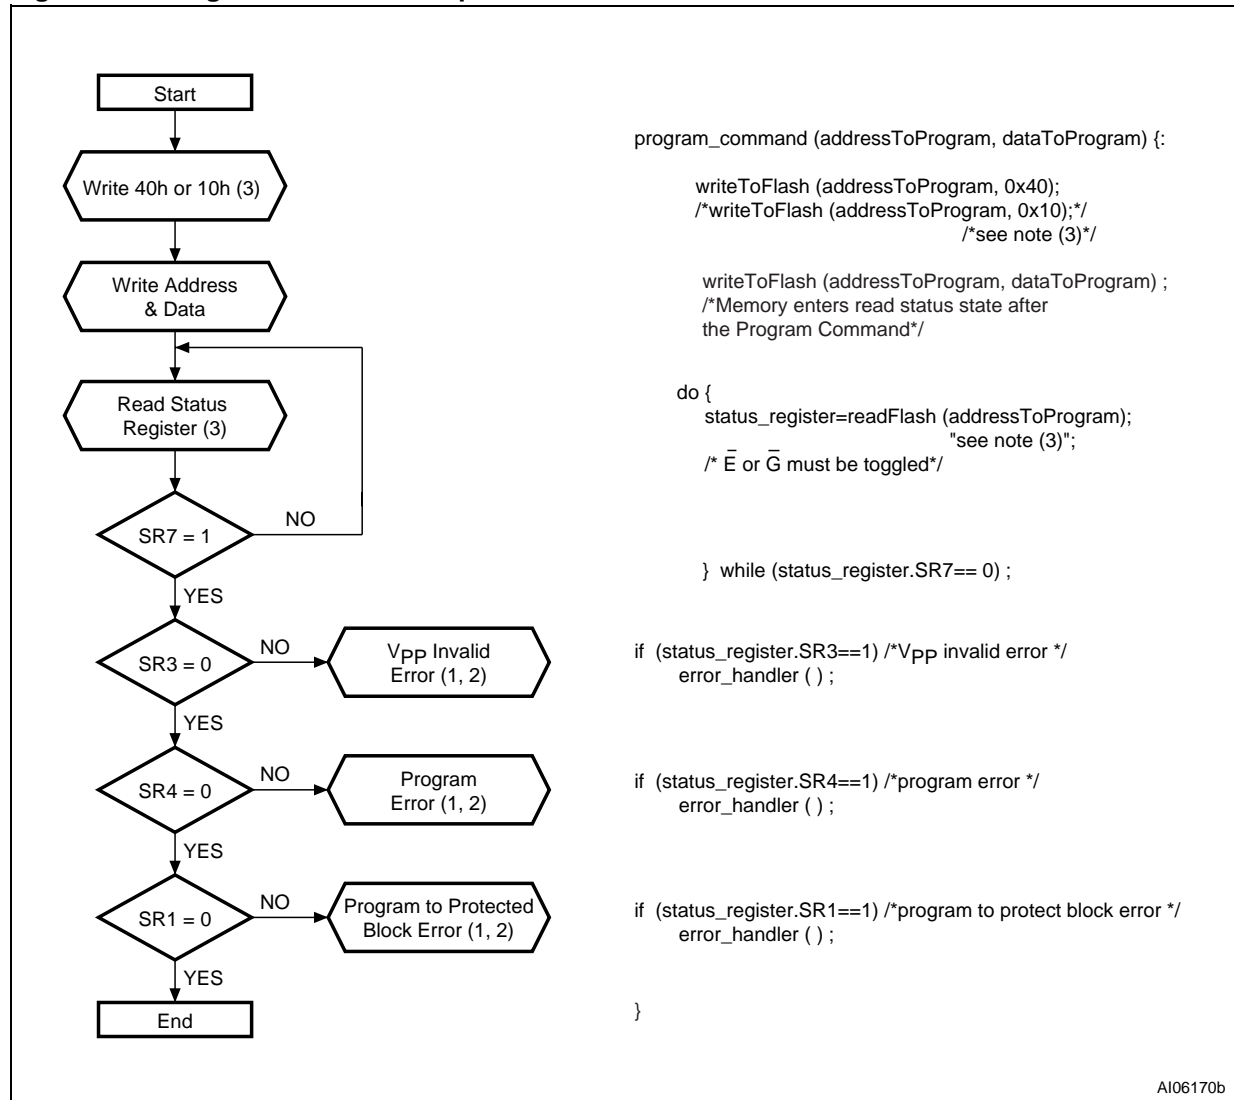 Start
Write 40h or 10h (3)
Write Address
& Data
Read Status
Register (3)
SR7 = 1
NO
YES
SR3 = 0
NO
VPP Invalid
Error (1, 2)
YES
SR4 = 0
NO
Program
Error (1, 2)
YES
SR1 = 0
NO
Program to Protected
Block Error (1, 2)
YES
End
program_command (addressToProgram, dataToProgram) {:
writeToFlash (addressToProgram, 0x40);
/*writeToFlash (addressToProgram, 0x10);*/
/*see note (3)*/
writeToFlash (addressToProgram, dataToProgram) ;
/*Memory enters read status state after
the Program Command*/
do {
status_register=readFlash (addressToProgram);
"see note (3)";
/* E̅ or G̅ must be toggled*/
} while (status_register.SR7== 0) ;
if (status_register.SR3==1) /*VPP invalid error */
error_handler ( ) ;
if (status_register.SR4==1) /*program error */
error_handler ( ) ;
if (status_register.SR1==1) /*program to protect block error */
error_handler ( ) ;
}
AI06170b